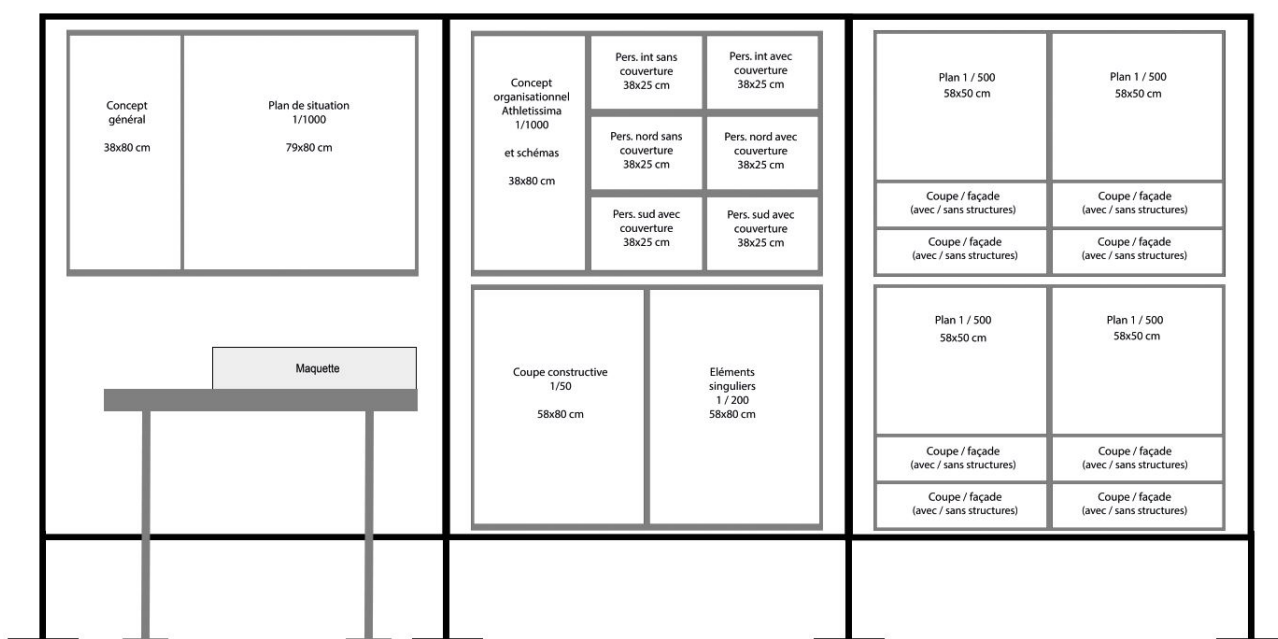 Concept
général
38x80 cm
Plan de situation
1/1000
79x80 cm
Maquette
Concept
organisationnel
Athletissima
1/1000
et schémas
38x80 cm
Pers. int sans
couverture
38x25 cm
Pers. int avec
couverture
38x25 cm
Pers. nord sans
couverture
38x25 cm
Pers. nord avec
couverture
38x25 cm
Pers. sud avec
couverture
38x25 cm
Pers. sud avec
couverture
38x25 cm
Coupe constructive
1/50
58x80 cm
Eléments
singuliers
1 / 200
58x80 cm
Plan 1 / 500
58x50 cm
Plan 1 / 500
58x50 cm
Coupe / façade
(avec / sans structures)
Coupe / façade
(avec / sans structures)
Coupe / façade
(avec / sans structures)
Coupe / façade
(avec / sans structures)
Plan 1 / 500
58x50 cm
Plan 1 / 500
58x50 cm
Coupe / façade
(avec / sans structures)
Coupe / façade
(avec / sans structures)
Coupe / façade
(avec / sans structures)
Coupe / façade
(avec / sans structures)